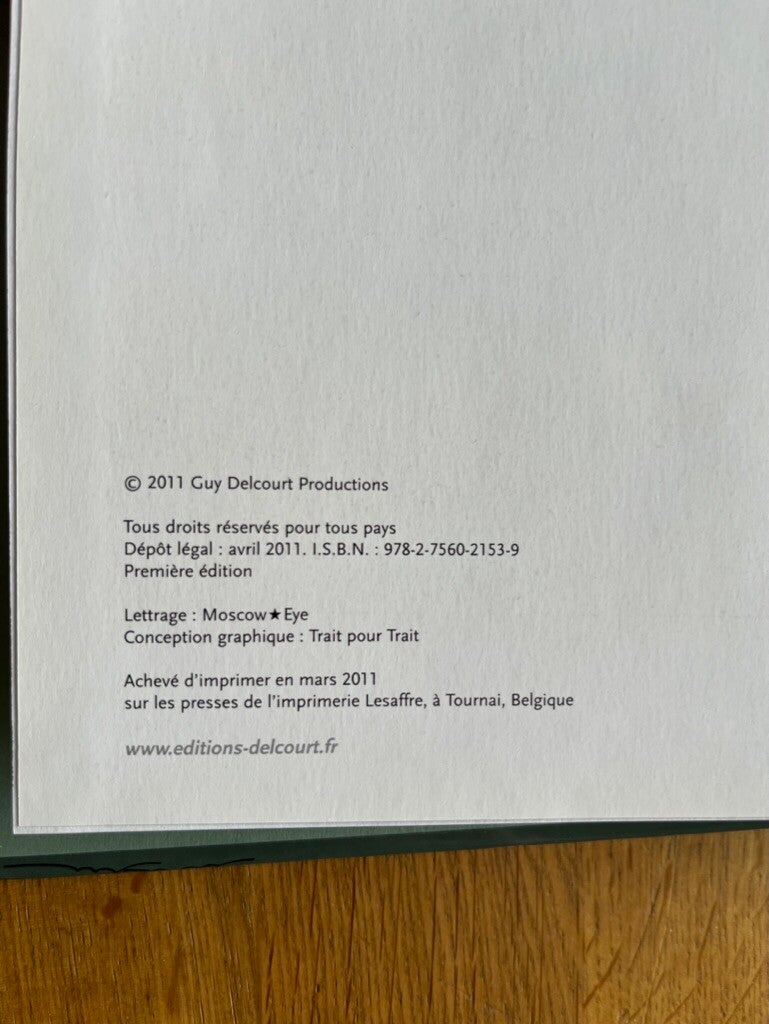 © 2011 Guy Delcourt Productions
Tous droits réservés pour tous pays
Dépôt légal : avril 2011. I.S.B.N. : 978-2-7560-2153-9
Première édition
Lettrage : Moscow★Eye
Conception graphique : Trait pour Trait
Achevé d'imprimer en mars 2011
sur les presses de l'imprimerie Lesaffre, à Tournai, Belgique
www.editions-delcourt.fr